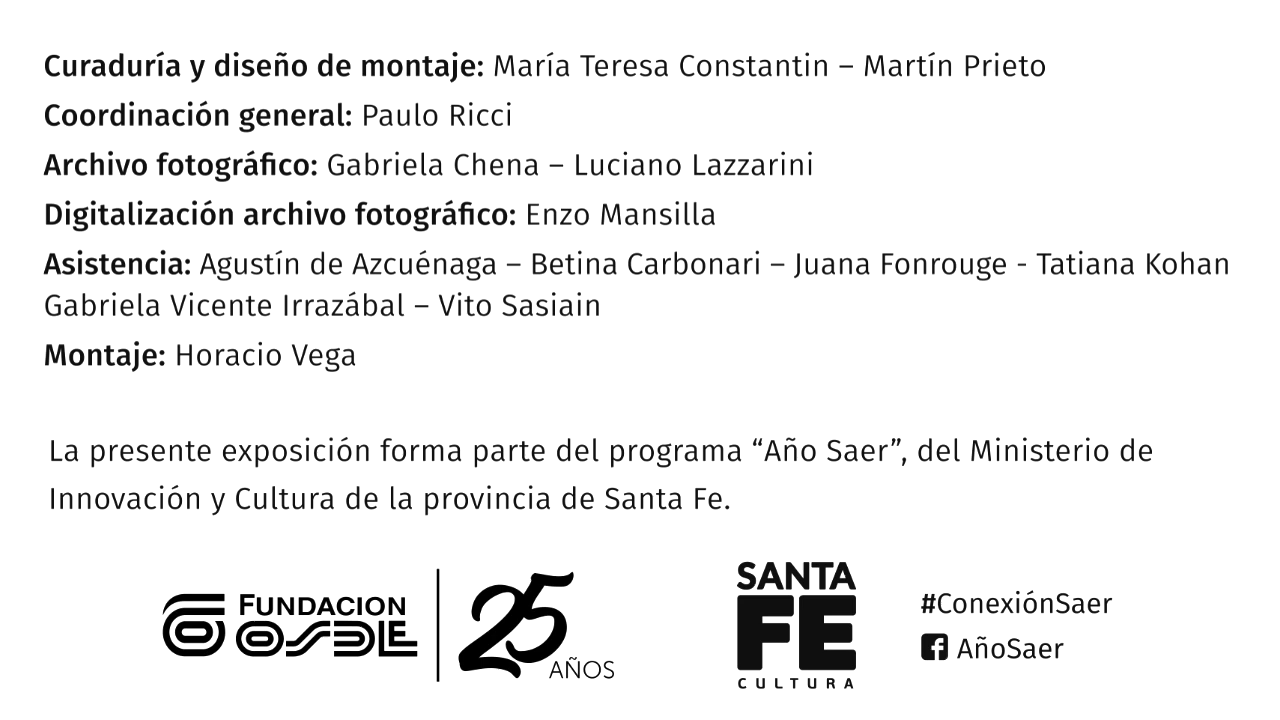 Curaduría y diseño de montaje: María Teresa Constantin – Martín Prieto
Coordinación general: Paulo Ricci
Archivo fotográfico: Gabriela Chena – Luciano Lazzarini
Digitalización archivo fotográfico: Enzo Mansilla
Asistencia: Agustín de Azcuénaga – Betina Carbonari – Juana Fonrouge - Tatiana Kohan
Gabriela Vicente Irrazábal – Vito Sasiain
Montaje: Horacio Vega
La presente exposición forma parte del programa “Año Saer”, del Ministerio de
Innovación y Cultura de la provincia de Santa Fe.
FUNDACION
OSDE
25
AÑOS
SANTA
FE
CULTURA
#ConexiónSaer
AñoSaer